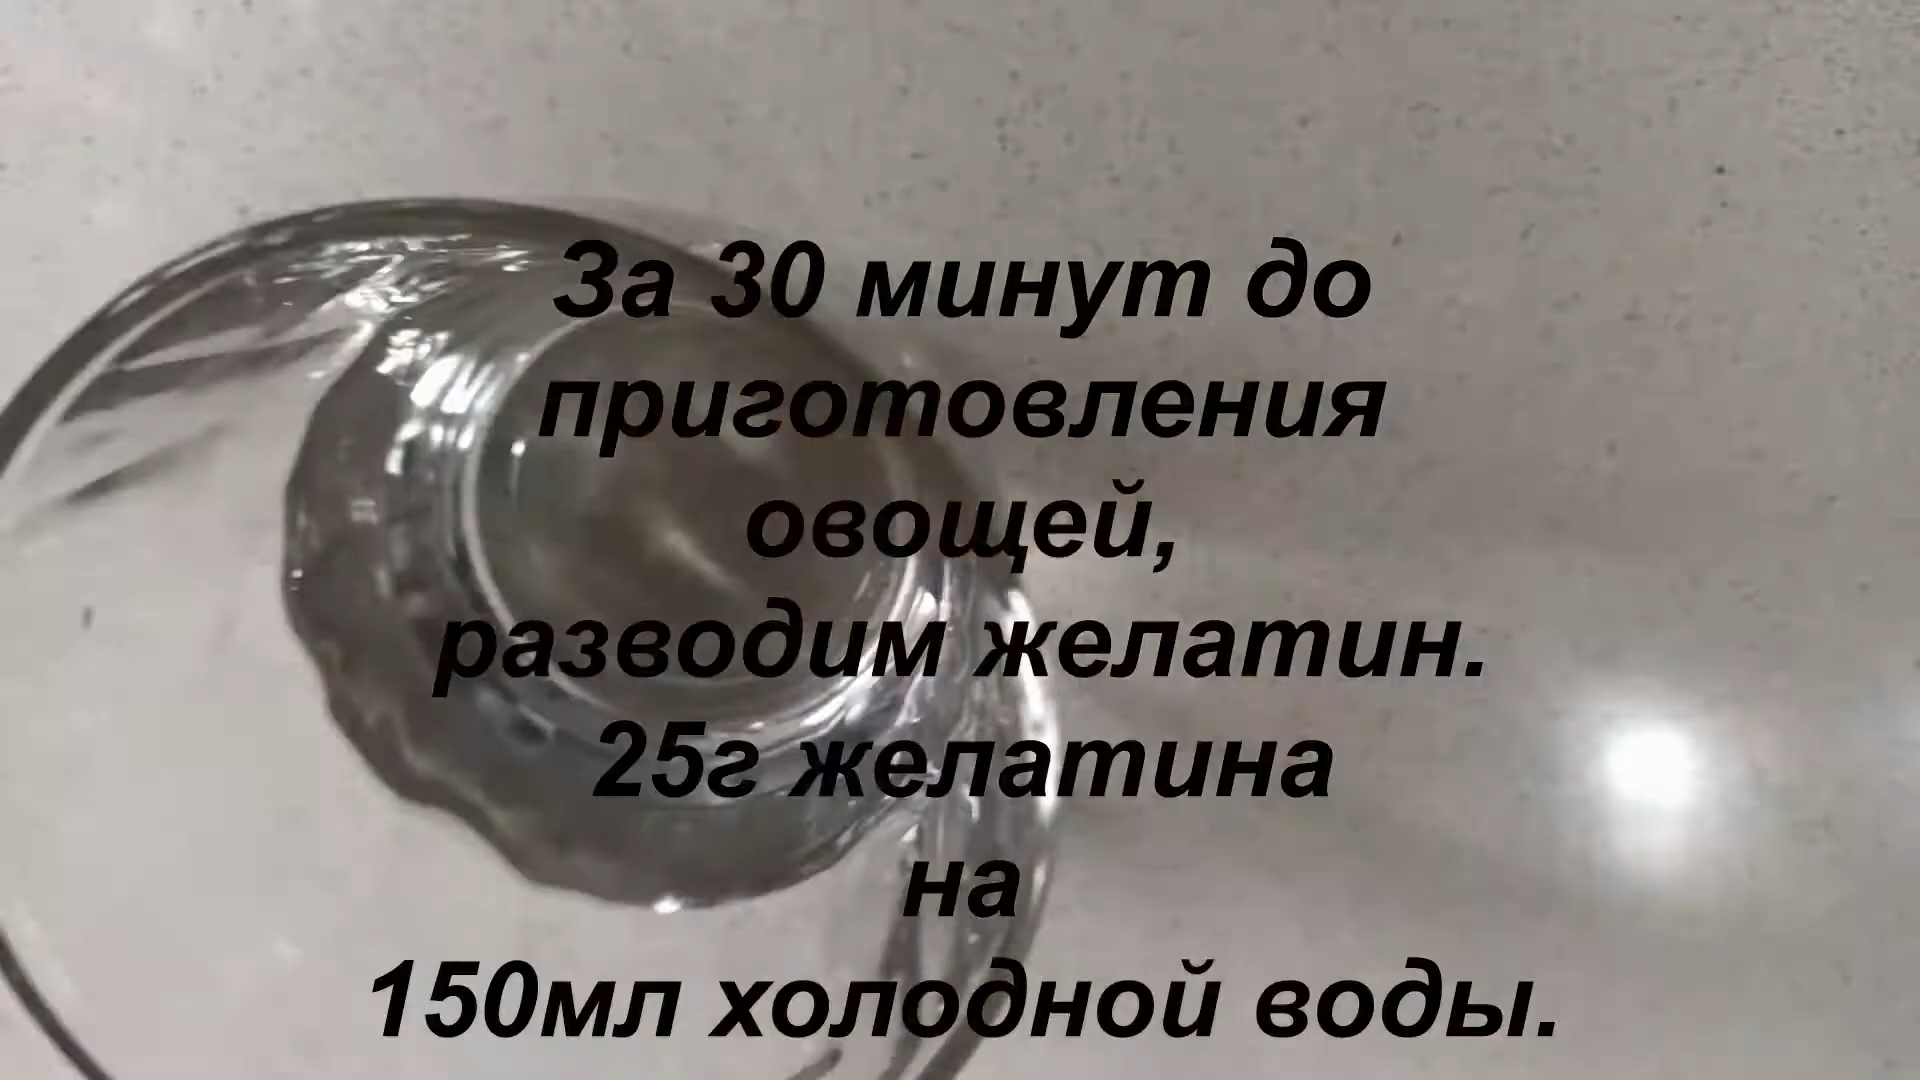 За 30 минут до
приготовления
овощей,
разводим желатин.
25г желатина
на
150мл холодной воды.